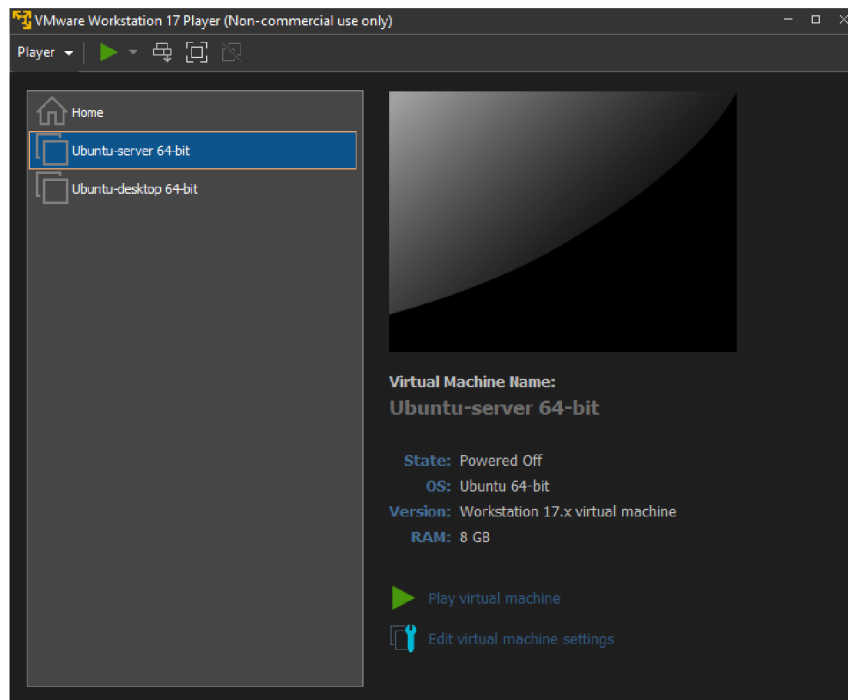 VMware Workstation 17 Player (Non-commercial use only)
Player
Home
Ubuntu-server 64-bit
Ubuntu-desktop 64-bit
Virtual Machine Name:
Ubuntu-server 64-bit
State: Powered Off
OS: Ubuntu 64-bit
Version: Workstation 17.x virtual machine
RAM: 8 GB
Play virtual machine
Edit virtual machine settings